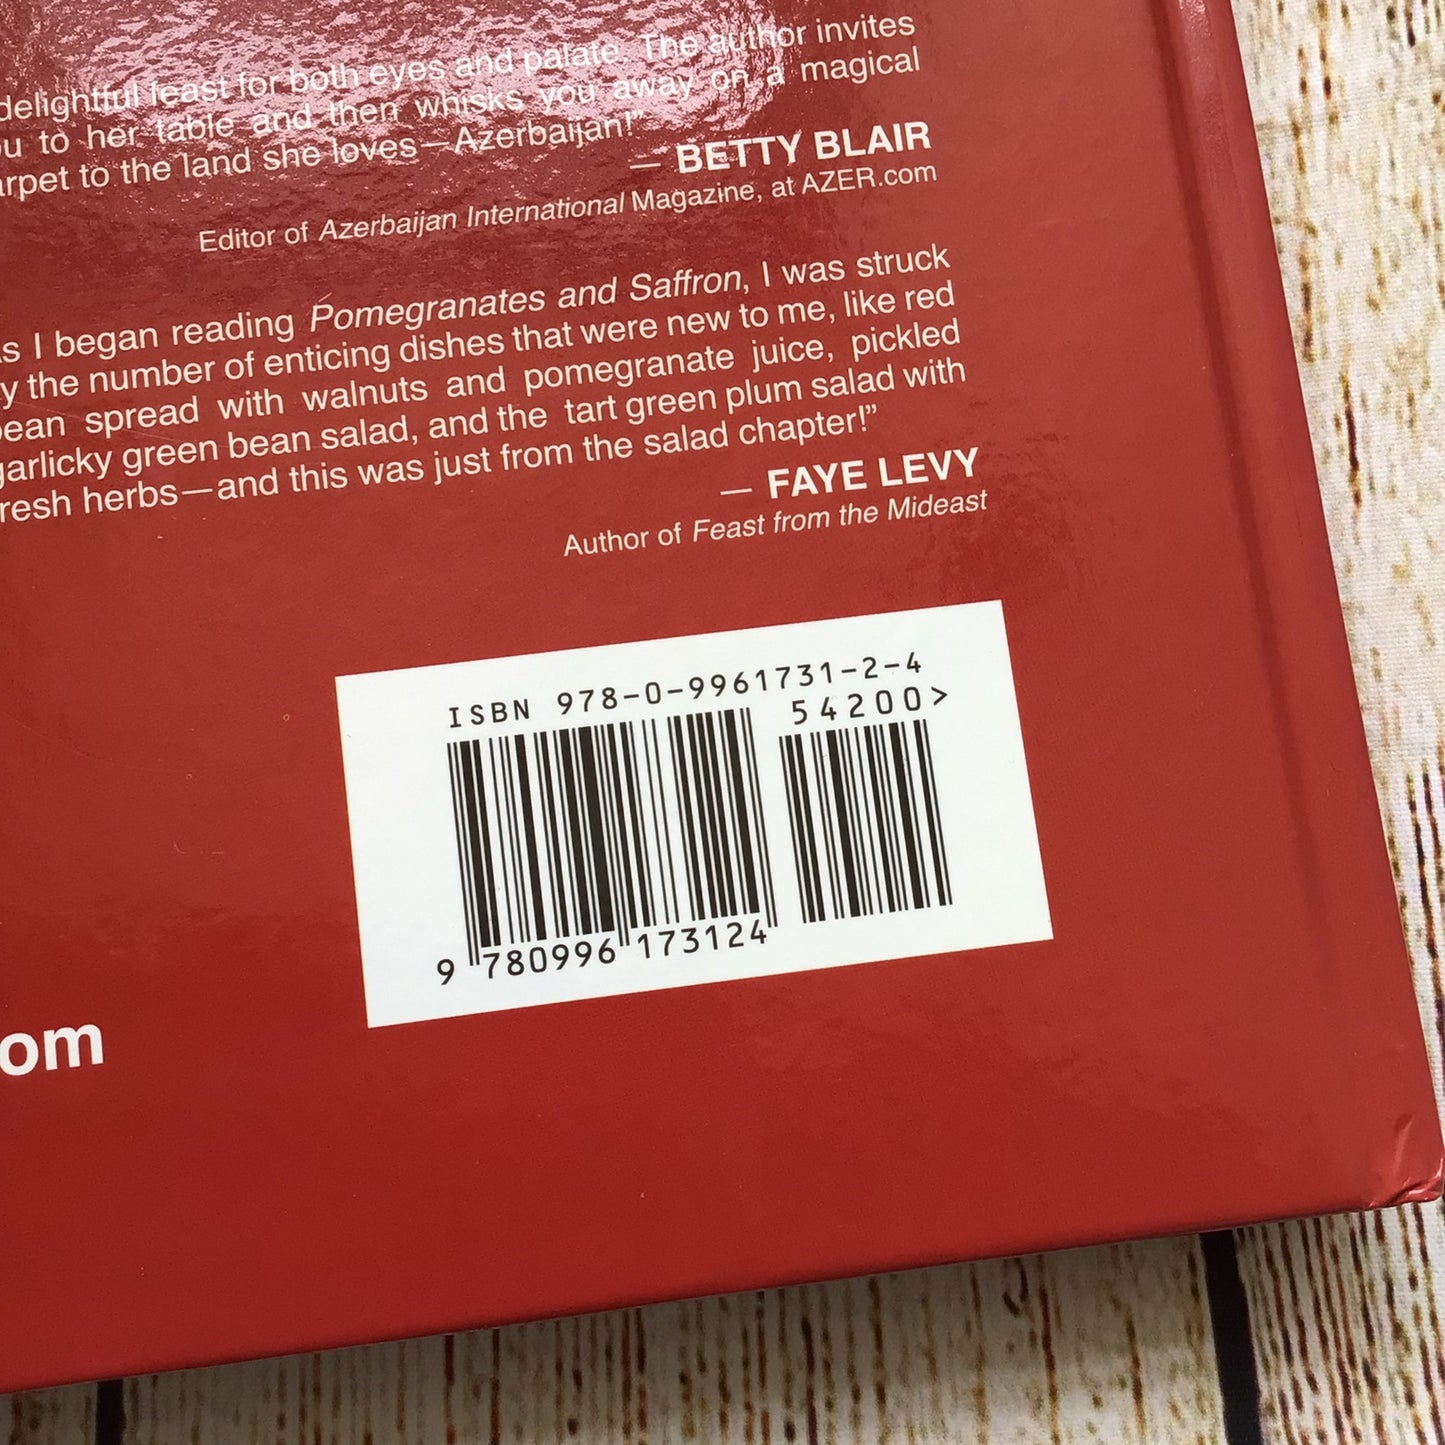 delightful feast for both eyes and palate. The author invites
u to her table and then whisks you away on a magical
rpet to the land she loves—Azerbaijan!”
— BETTY BLAIR
Editor of Azerbaijan International Magazine, at AZER.com
s I began reading Pomegranates and Saffron, I was struck
y the number of enticing dishes that were new to me, like red
ean spread with walnuts and pomegranate juice, pickled
garlicky green bean salad, and the tart green plum salad with
resh herbs—and this was just from the salad chapter!”
— FAYE LEVY
Author of Feast from the Mideast
ISBN 978-0-9961731-2-4
54200>
9 780996 173124
om